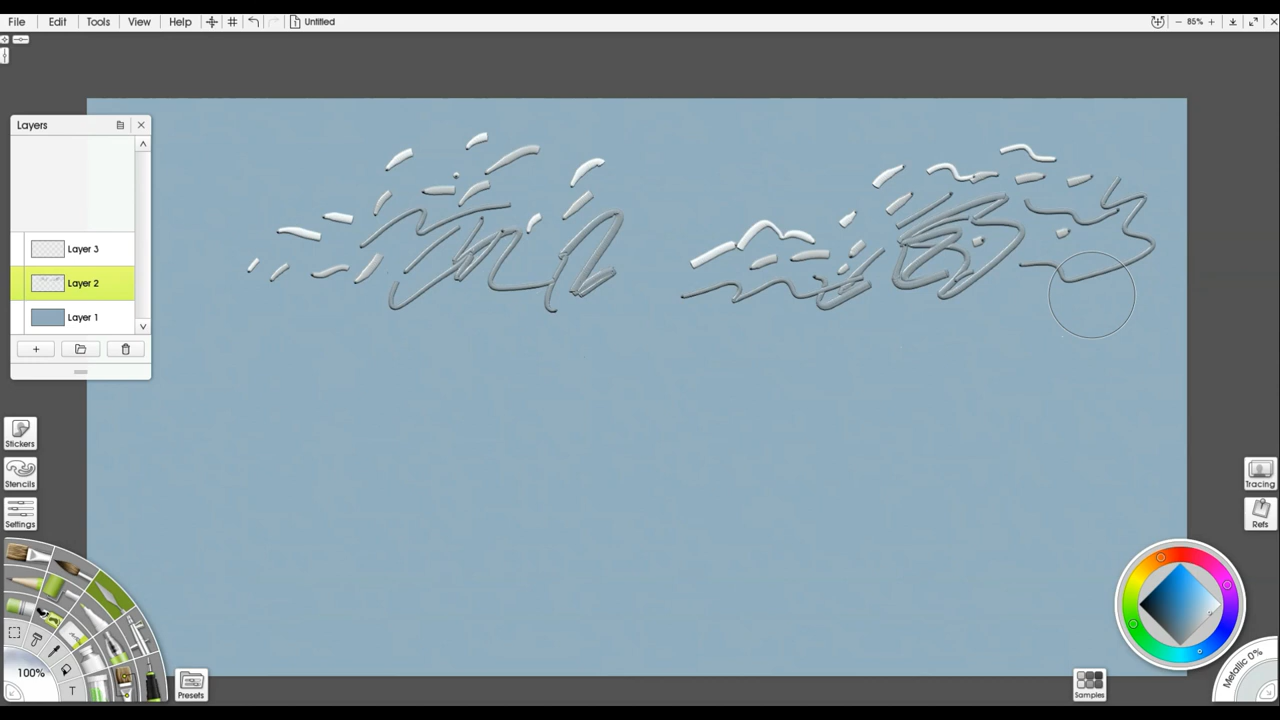 File Edit Tools View Help 1 Untitled 85%
Layers
Layer 3
Layer 2
Layer 1
Stickers
Stencils
Settings
Tracing
Refs
100%
T
Presets
Samples
Metallic 0%